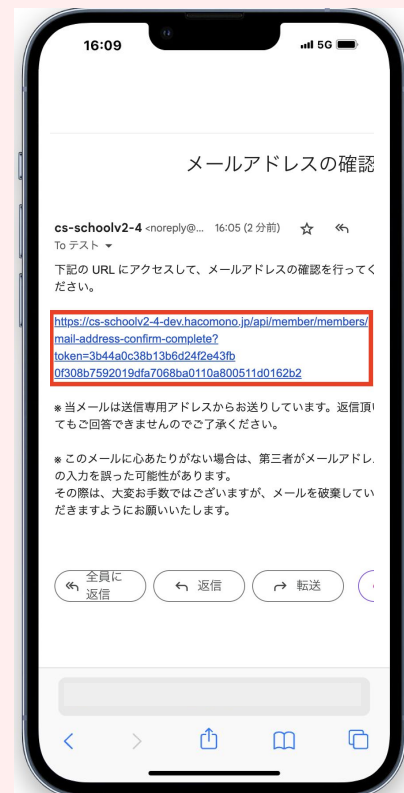 16:09
5G
メールアドレスの確認
cs-schoolv2-4 <noreply@... 16:05 (2 分前)
To テスト
下記の URL にアクセスして、メールアドレスの確認を行ってく
ださい。
https://cs-schoolv2-4-dev.hacomono.jp/api/member/members/
mail-address-confirm-complete?
token=3b44a0c38b13b6d24f2e43fb
0f308b7592019dfa7068ba0110a800511d0162b2
※ 当メールは送信専用アドレスからお送りしています。返信頂い
てもご回答できませんのでご了承ください。
※ このメールに心あたりがない場合は、第三者がメールアドレ
の入力を誤った可能性があります。
その際は、大変お手数ではございますが、メールを破棄してい
だきますようにお願いいたします。
全員に
返信
返信
転送